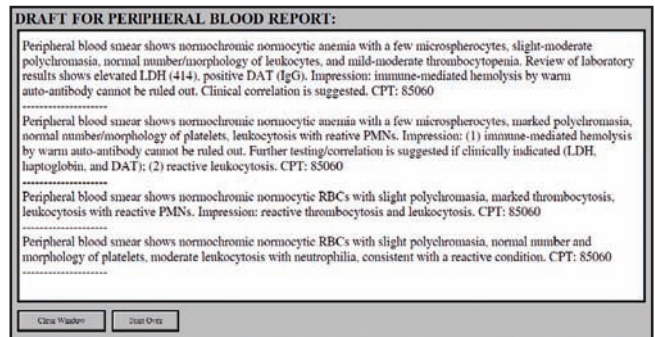 DRAFT FOR PERIPHERAL BLOOD REPORT:
Peripheral blood smear shows normochromic normocytic anemia with a few microspherocytes, slight-moderate
polychromasia, normal number/morphology of leukocytes, and mild-moderate thrombocytopenia. Review of laboratory
results shows elevated LDH (414), positive DAT (IgG). Impression: immune-mediated hemolysis by warm
auto-antibody cannot be ruled out. Clinical correlation is suggested. CPT: 85060
--------------------
Peripheral blood smear shows normochromic normocytic anemia with a few microspherocytes, marked polychromasia,
normal number/morphology of platelets, leukocytosis with reative PMNs. Impression: (1) immune-mediated hemolysis
by warm auto-antibody cannot be ruled out. Further testing/correlation is suggested if clinically indicated (LDH,
haptoglobin, and DAT); (2) reactive leukocytosis. CPT: 85060
--------------------
Peripheral blood smear shows normochromic normocytic RBCs with slight polychromasia, marked thrombocytosis,
leukocytosis with reactive PMNs. Impression: reactive thrombocytosis and leukocytosis. CPT: 85060
--------------------
Peripheral blood smear shows normochromic normocytic RBCs with slight polychromasia, normal number and
morphology of platelets, moderate leukocytosis with neutrophilia, consistent with a reactive condition. CPT: 85060
--------------------
Close Window Start Over